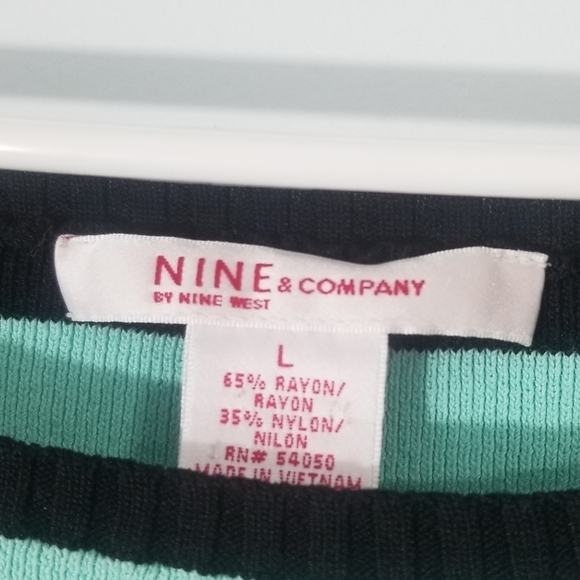 NINE & COMPANY
BY NINE WEST
L
65% RAYON/
RAYON
35% NYLON/
NILON
RN# 54050
MADE IN VIETNAM